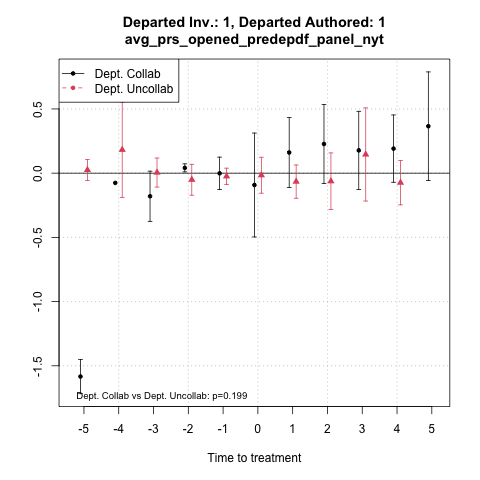 Departed Inv.: 1, Departed Authored: 1
avg_prs_opened_predepdf_panel_nyt
Dept. Collab
Dept. Uncollab
0.5
0.0
-0.5
-1.0
-1.5
Dept. Collab vs Dept. Uncollab: p=0.199
-5 -4 -3 -2 -1 0 1 2 3 4 5
Time to treatment